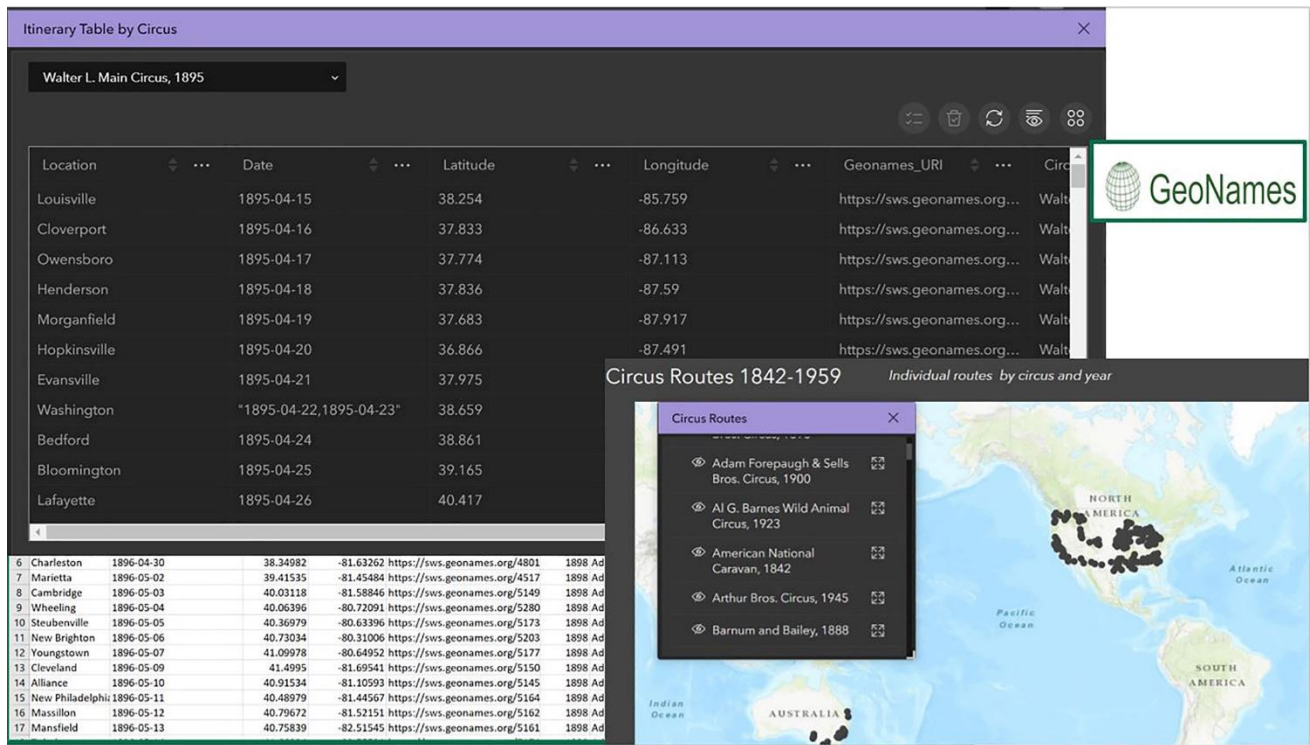 Itinerary Table by Circus
Walter L. Main Circus, 1895
Location Date Latitude Longitude Geonames_URI Circ
Louisville 1895-04-15 38.254 -85.759 https://sws.geonames.org... Walt
Cloverport 1895-04-16 37.833 -86.633 https://sws.geonames.org... Walt
Owensboro 1895-04-17 37.774 -87.113 https://sws.geonames.org... Walt
Henderson 1895-04-18 37.836 -87.59 https://sws.geonames.org... Walt
Morganfield 1895-04-19 37.683 -87.917 https://sws.geonames.org... Walt
Hopkinsville 1895-04-20 36.866 -87.491 https://sws.geonames.org... Walt
Evansville 1895-04-21 37.975
Washington "1895-04-22,1895-04-23" 38.659
Bedford 1895-04-24 38.861
Bloomington 1895-04-25 39.165
Lafayette 1895-04-26 40.417
GeoNames
6 Charleston 1896-04-30 38.34982 -81.63262 https://sws.geonames.org/4801 1898 Ad
7 Marietta 1896-05-02 39.41535 -81.45484 https://sws.geonames.org/4517 1898 Ad
8 Cambridge 1896-05-03 40.03118 -81.58846 https://sws.geonames.org/5149 1898 Ad
9 Wheeling 1896-05-04 40.06396 -80.72091 https://sws.geonames.org/5280 1898 Ad
10 Steubenville 1896-05-05 40.36979 -80.63396 https://sws.geonames.org/5173 1898 Ad
11 New Brighton 1896-05-06 40.73034 -80.31006 https://sws.geonames.org/5203 1898 Ad
12 Youngstown 1896-05-07 41.09978 -80.64952 https://sws.geonames.org/5177 1898 Ad
13 Cleveland 1896-05-09 41.4995 -81.69541 https://sws.geonames.org/5150 1898 Ad
14 Alliance 1896-05-10 40.91534 -81.10593 https://sws.geonames.org/5145 1898 Ad
15 New Philadelphia 1896-05-11 40.48979 -81.44567 https://sws.geonames.org/5164 1898 Ad
16 Massillon 1896-05-12 40.79672 -81.52151 https://sws.geonames.org/5162 1898 Ad
17 Mansfield 1896-05-13 40.75839 -82.51545 https://sws.geonames.org/5161 1898 Ad
Circus Routes 1842-1959 Individual routes by circus and year
Circus Routes
Adam Forepaugh & Sells
Bros. Circus, 1900
Al G. Barnes Wild Animal
Circus, 1923
American National
Caravan, 1842
Arthur Bros. Circus, 1945
Barnum and Bailey, 1888
NORTH
AMERICA
Atlantic
Ocean
Pacific
Ocean
SOUTH
AMERICA
Indian
Ocean
AUSTRALIA